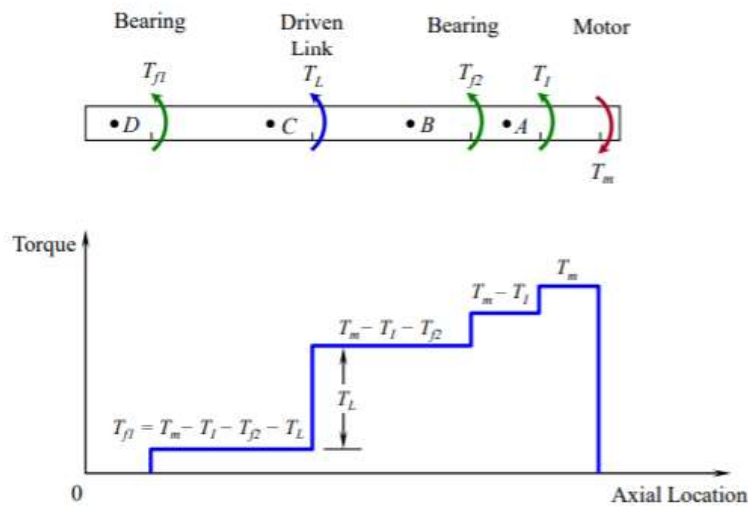 Bearing Driven Link Bearing Motor
T_f1 T_L T_f2 T_I
• D • C • B • A
T_m
Torque
T_m
T_m − T_I
T_m − T_I − T_f2
T_L
T_f1 = T_m − T_I − T_f2 − T_L
0 Axial Location